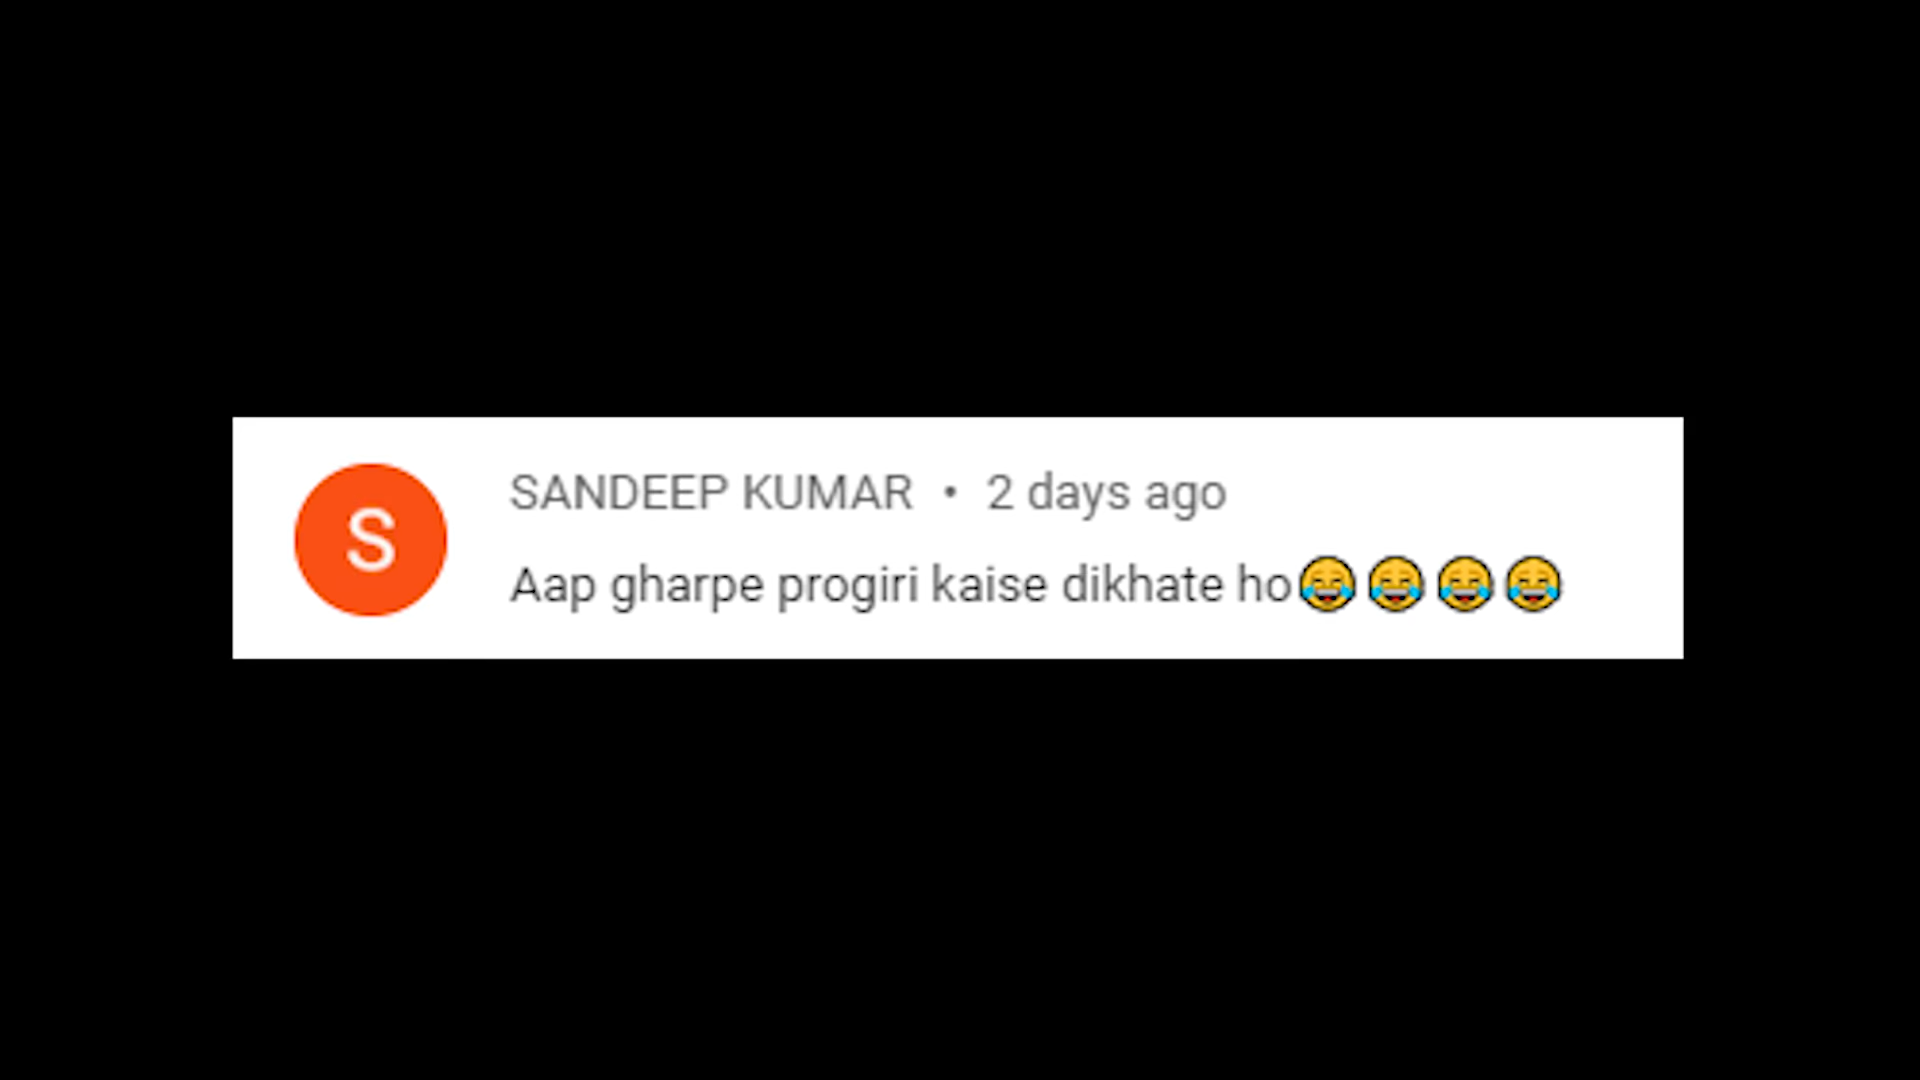 S
SANDEEP KUMAR • 2 days ago
Aap gharpe progiri kaise dikhate ho😂😂😂😂